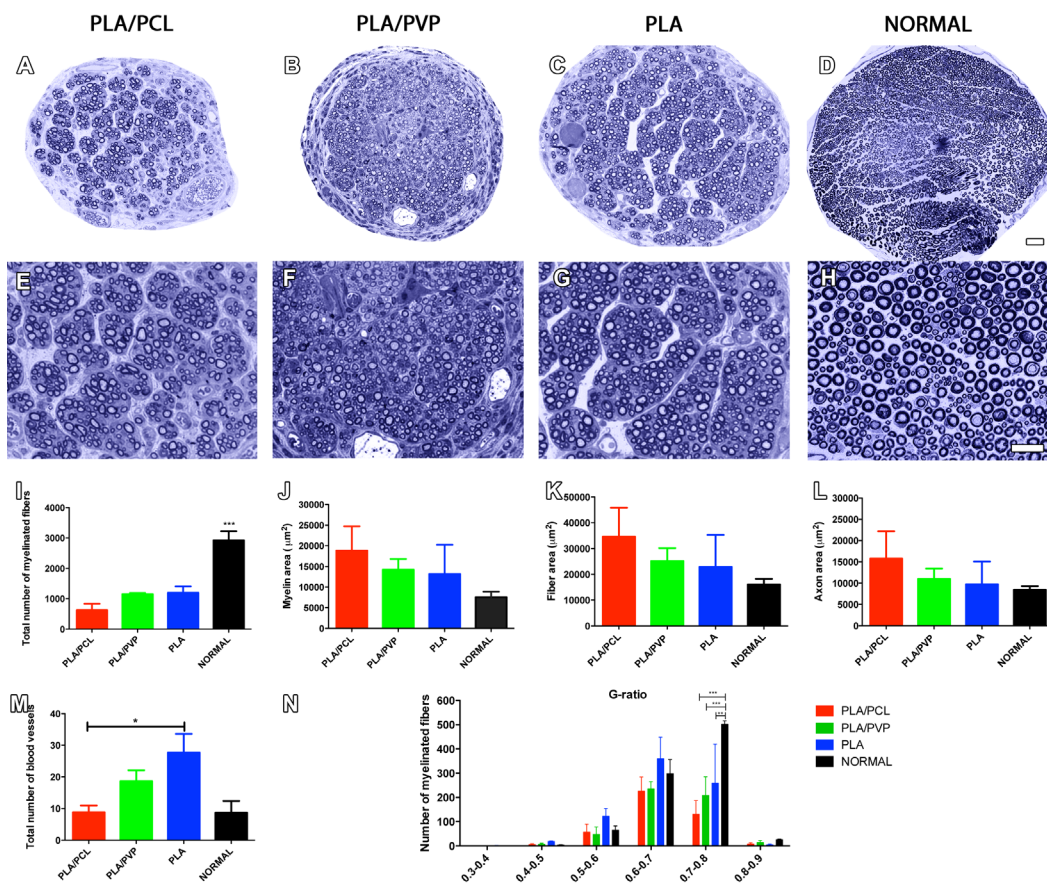 PLA/PCL
PLA/PVP
PLA
NORMAL
A
B
C
D
E
F
G
H
I
Total number of myelinated fibers
4000
3000
2000
1000
0
***
PLA/PCL
PLA/PVP
PLA
NORMAL
J
Myelin area (μm²)
30000
25000
20000
15000
10000
5000
0
PLA/PCL
PLA/PVP
PLA
NORMAL
K
Fiber area (μm²)
50000
40000
30000
20000
10000
0
PLA/PCL
PLA/PVP
PLA
NORMAL
L
Axon area (μm²)
30000
25000
20000
15000
10000
5000
0
PLA/PCL
PLA/PVP
PLA
NORMAL
M
Total number of blood vessels
40
30
20
10
0
*
PLA/PCL
PLA/PVP
PLA
NORMAL
N
G-ratio
Number of myelinated fibers
600
500
400
300
200
100
0
***
***
***
0.3-0.4
0.4-0.5
0.5-0.6
0.6-0.7
0.7-0.8
0.8-0.9
PLA/PCL
PLA/PVP
PLA
NORMAL